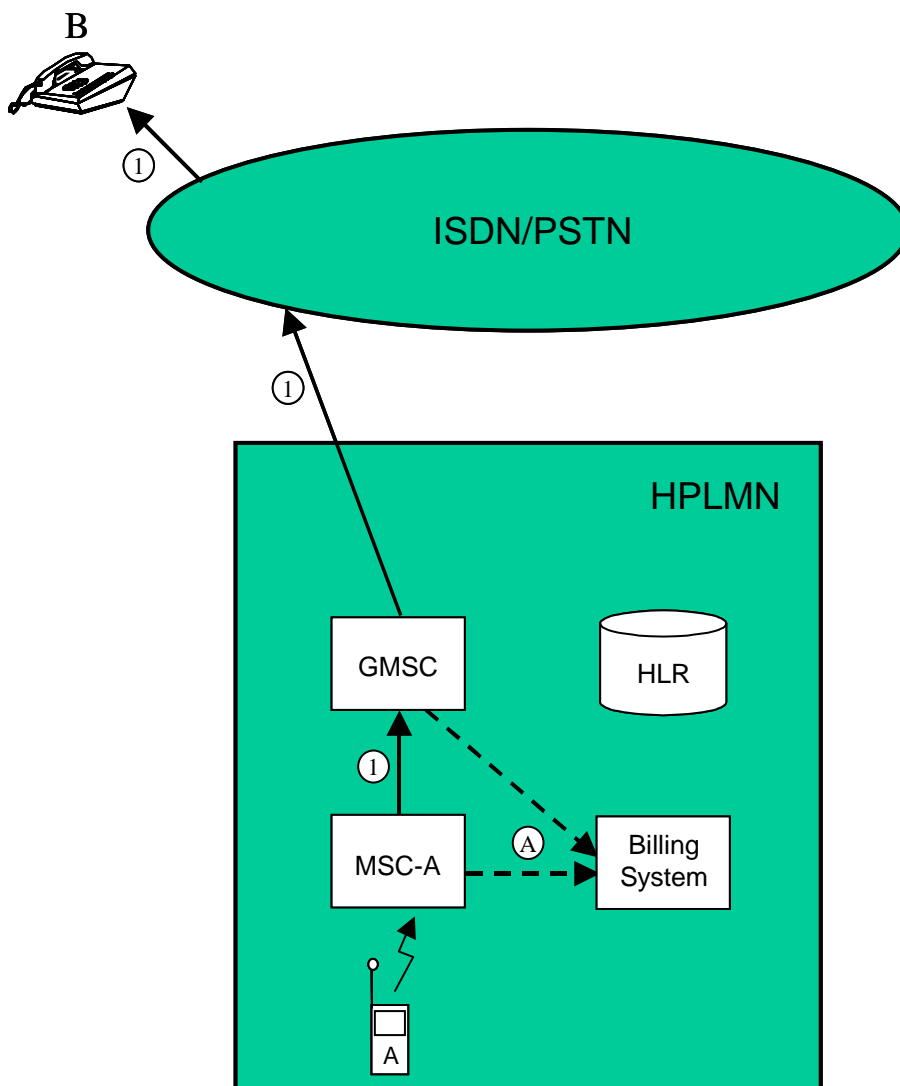 B
1
ISDN/PSTN
1
HPLMN
GMSC
HLR
1
A
MSC-A
Billing
System
A